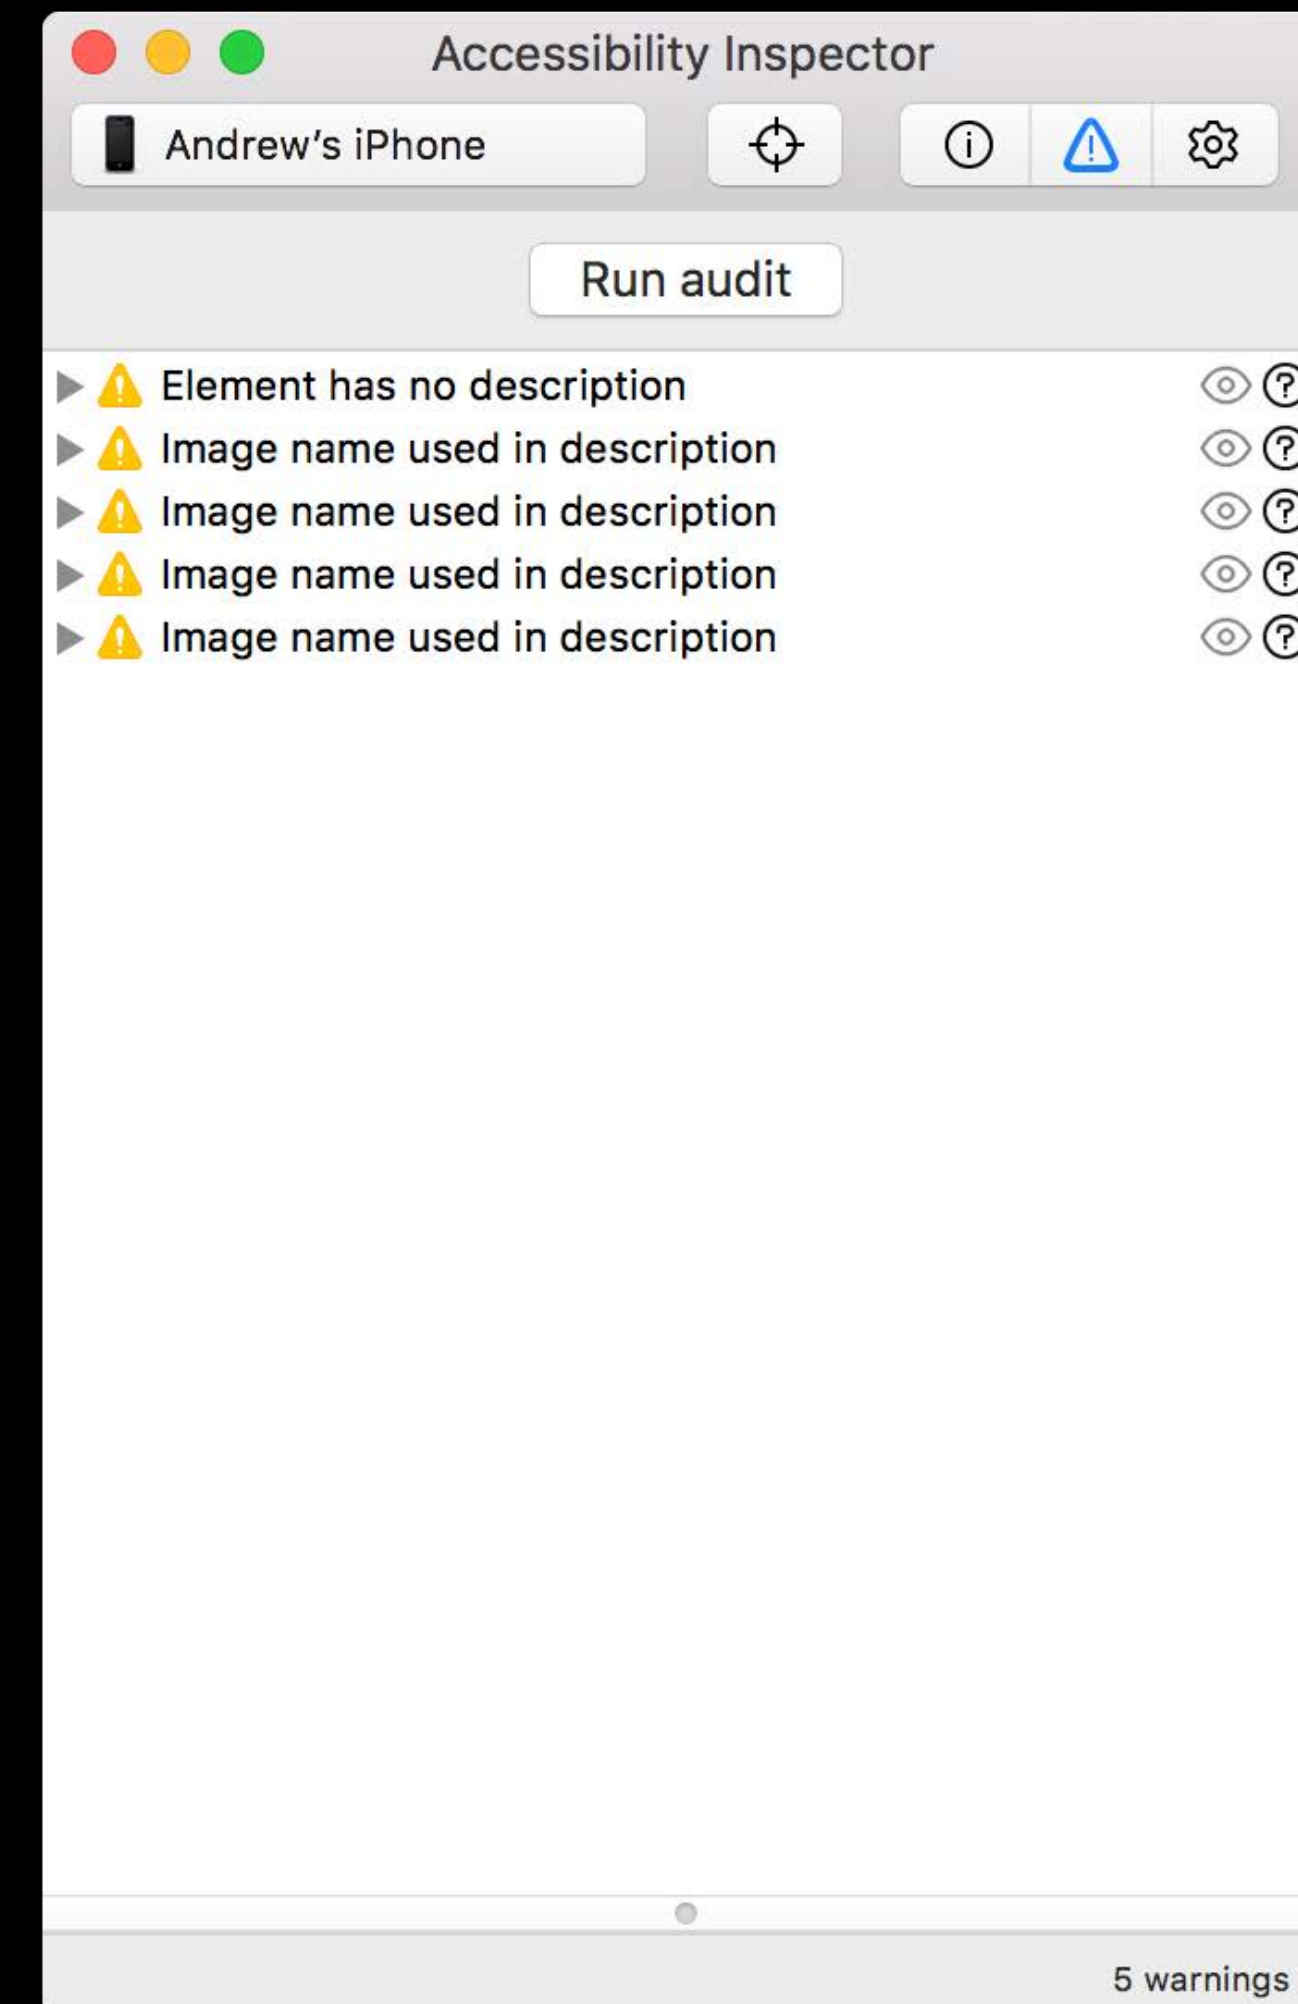 Accessibility Inspector
Andrew’s iPhone
Run audit
Element has no description
Image name used in description
Image name used in description
Image name used in description
Image name used in description
5 warnings